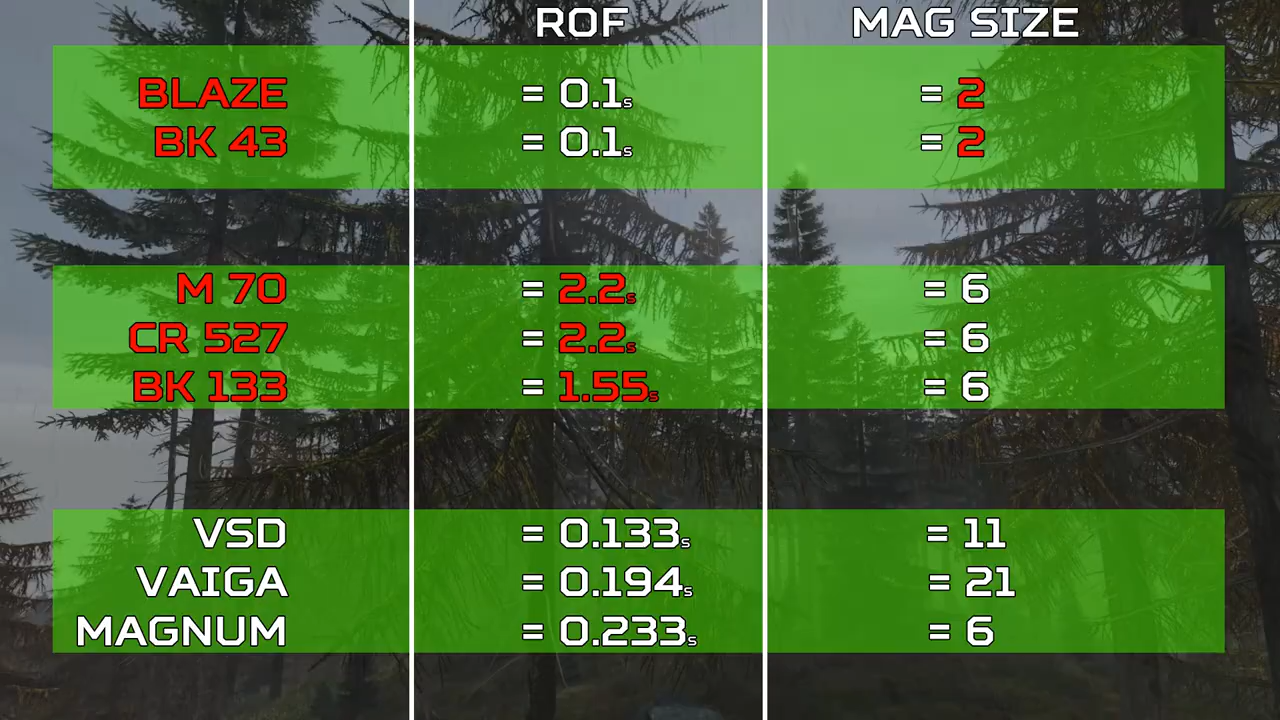 ROF MAG SIZE
BLAZE = 0.1s = 2
BK 43 = 0.1s = 2
M 70 = 2.2s = 6
CR 527 = 2.2s = 6
BK 133 = 1.55s = 6
VSD = 0.133s = 11
VAIGA = 0.194s = 21
MAGNUM = 0.233s = 6